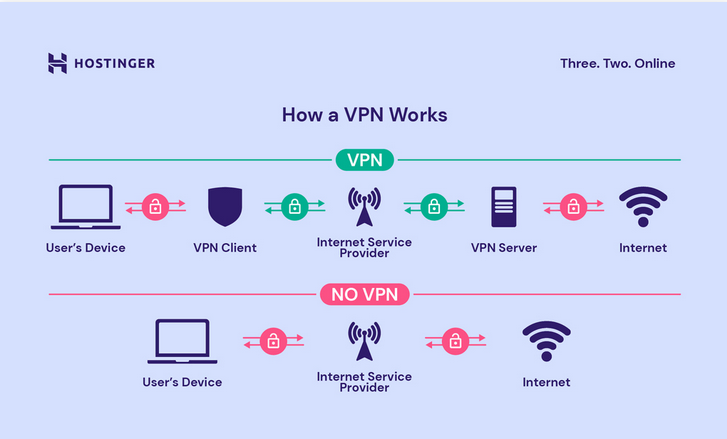 HOSTINGER
Three. Two. Online
How a VPN Works
VPN
User's Device
VPN Client
Internet Service
Provider
VPN Server
Internet
NO VPN
User's Device
Internet Service
Provider
Internet